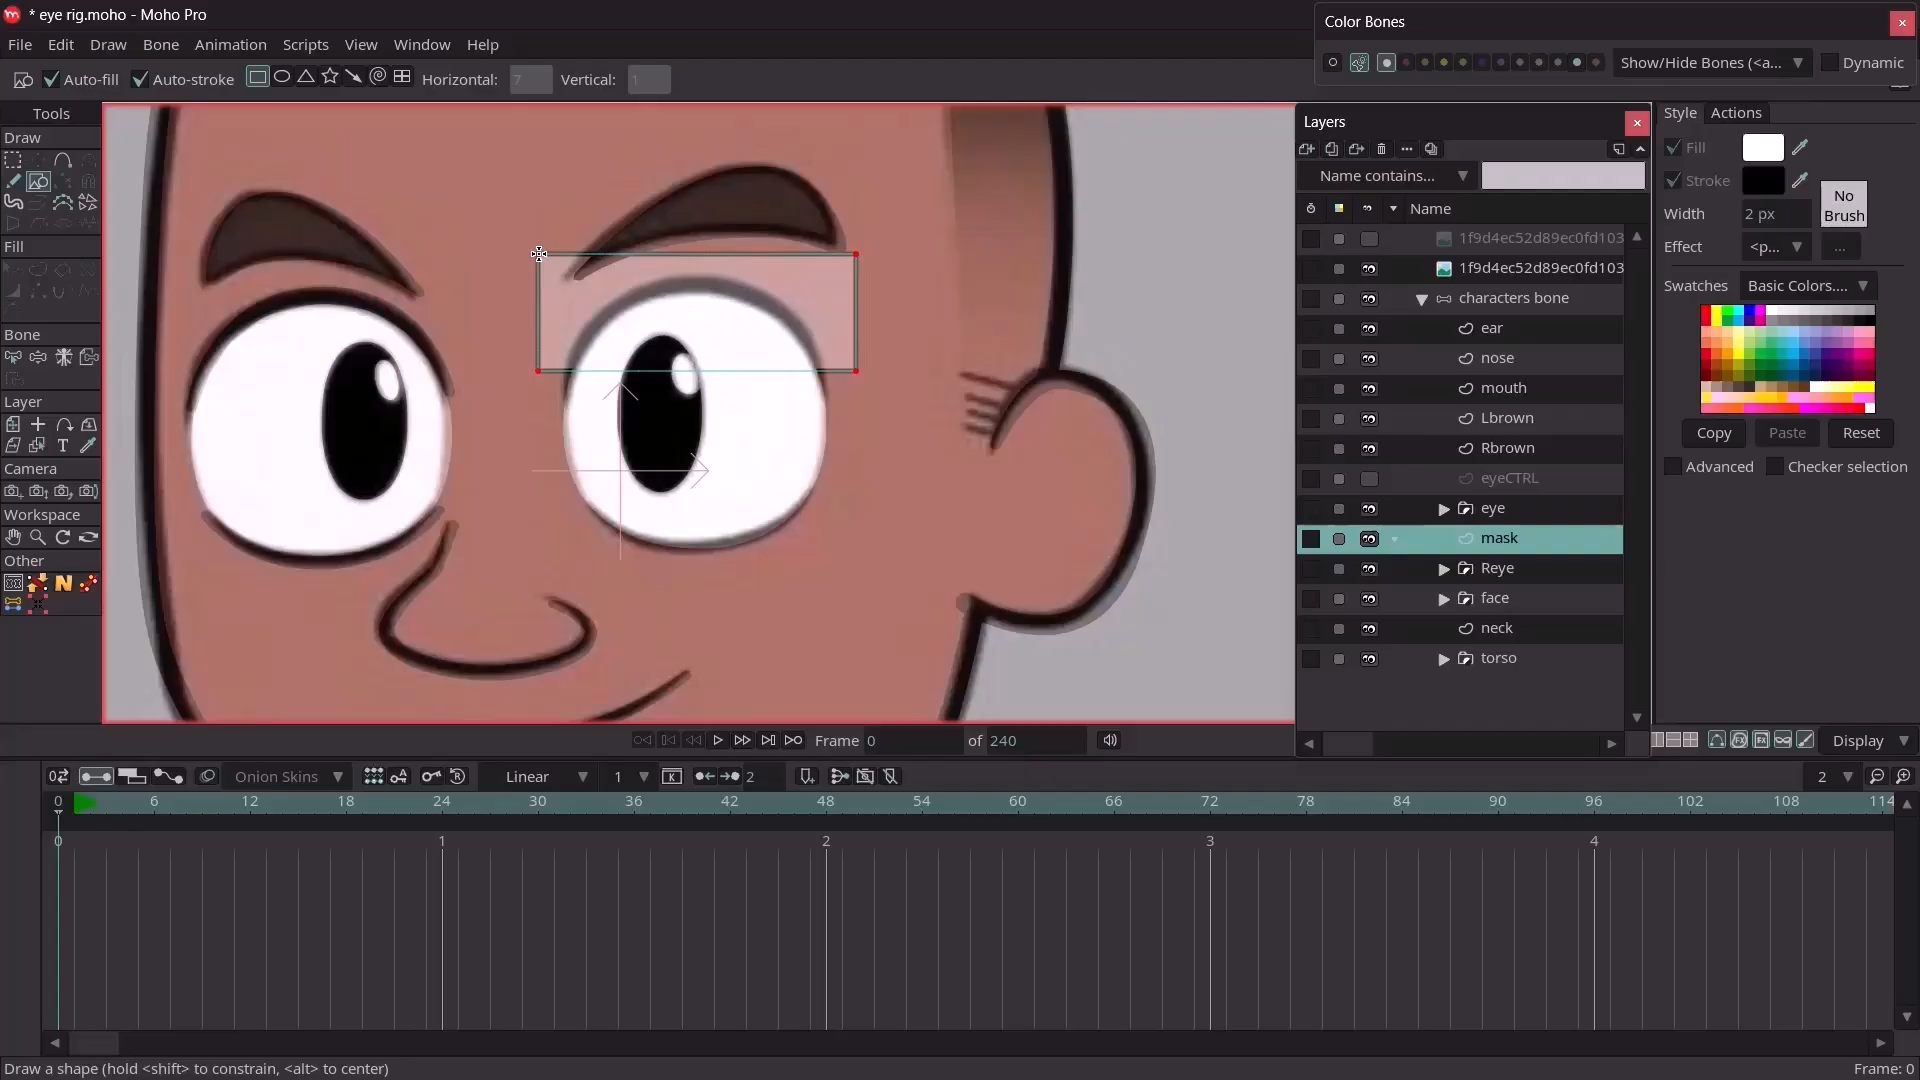 * eye rig.moho - Moho Pro
Color Bones
File Edit Draw Bone Animation Scripts View Window Help
Show/Hide Bones (<a... Dynamic
Auto-fill Auto-stroke Horizontal: 7 Vertical: 1
Tools
Layers
Style Actions
Draw
Fill
Name contains...
Stroke
No Brush
Name
Width 2 px
1f9d4ec52d89ec0fd103
Effect <p... ...
Fill
1f9d4ec52d89ec0fd103
Swatches Basic Colors....
characters bone
ear
Bone
nose
mouth
Layer
Lbrown
Copy Paste Reset
Rbrown
Camera
Advanced Checker selection
eyeCTRL
eye
Workspace
mask
Other
Reye
face
neck
torso
Frame 0 of 240
Display
Onion Skins Linear 1 2 2
0 6 12 18 24 30 36 42 48 54 60 66 72 78 84 90 96 102 108 114
0 1 2 3 4
Draw a shape (hold <shift> to constrain, <alt> to center)
Frame: 0